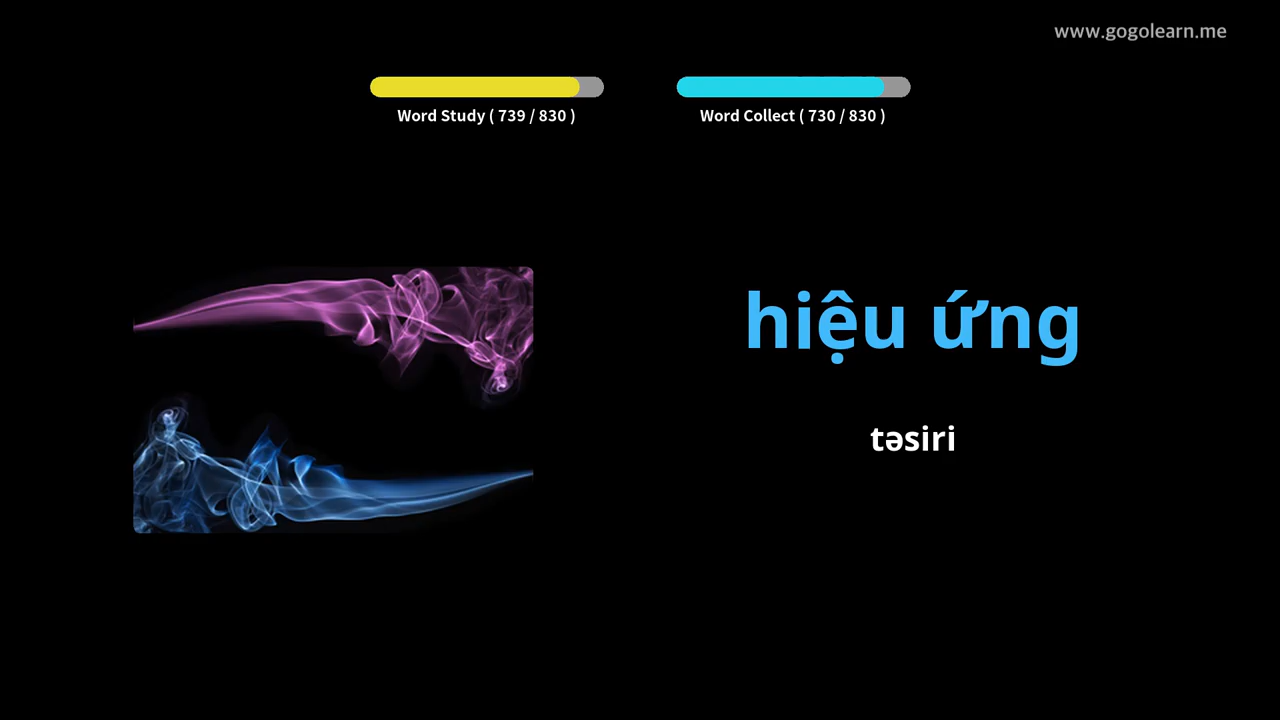 www.gogolearn.me
Word Study ( 739 / 830 )
Word Collect ( 730 / 830 )
hiệu ứng
təsiri